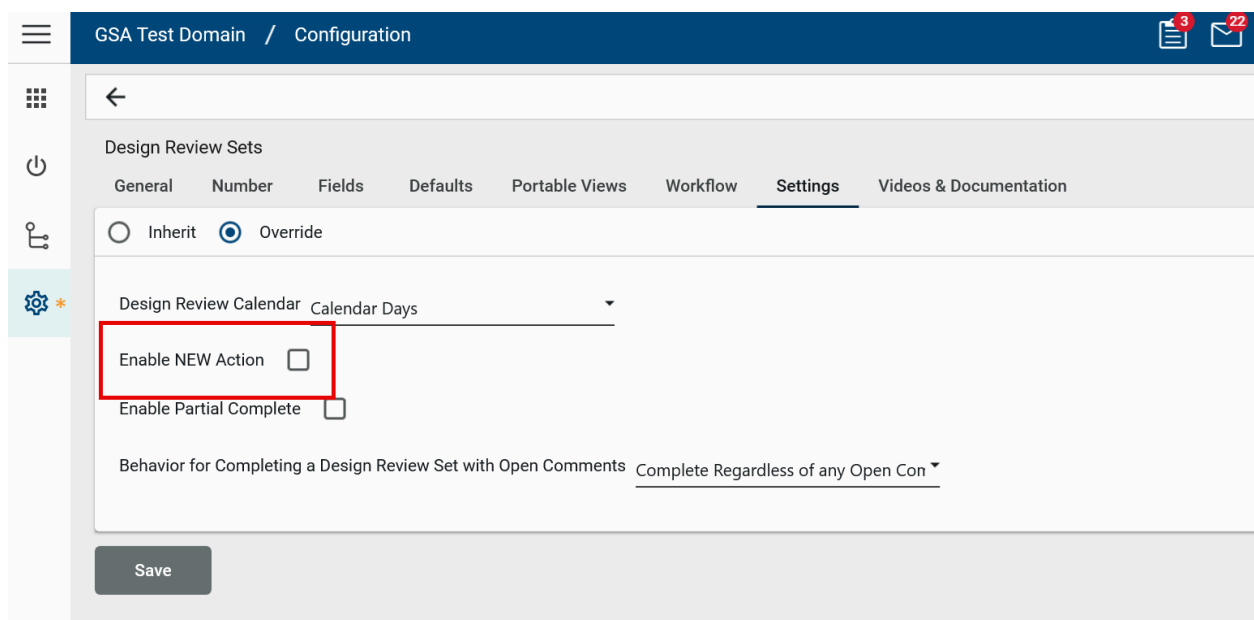 GSA Test Domain / Configuration
3
22
Design Review Sets
General Number Fields Defaults Portable Views Workflow Settings Videos & Documentation
Inherit Override
Design Review Calendar Calendar Days
Enable NEW Action
Enable Partial Complete
Behavior for Completing a Design Review Set with Open Comments Complete Regardless of any Open Com
Save